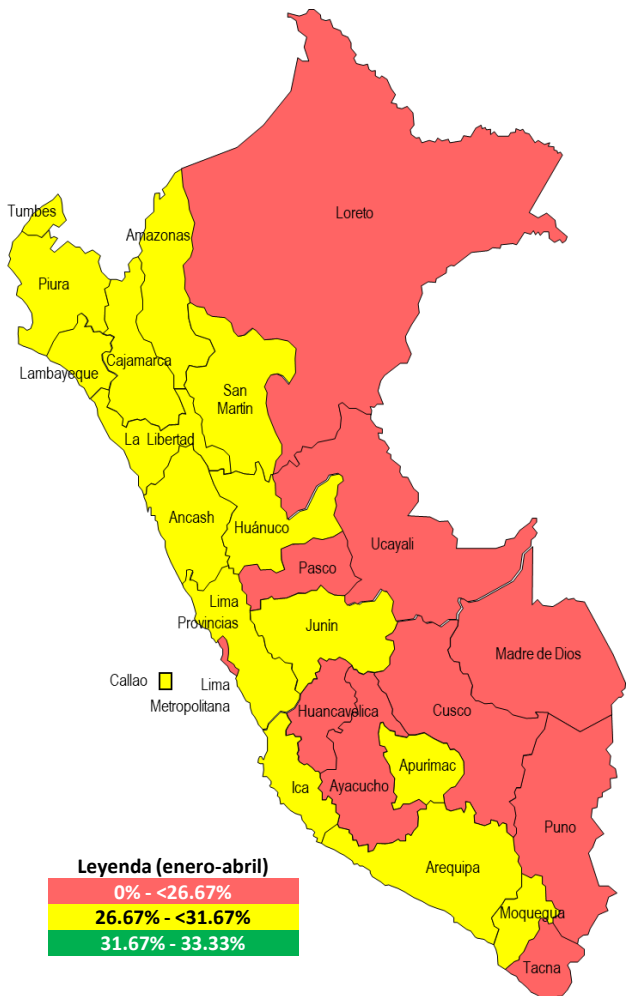 Loreto
Tumbes
Amazonas
Piura
Cajamarca
Lambayeque
San
Martín
La Libertad
Ancash
Huánuco
Ucayali
Pasco
Lima
Provincias
Junín
Madre de Dios
Callao
Lima
Metropolitana
Huancavelica
Cusco
Apurímac
Ica
Ayacucho
Puno
Arequipa
Moquegua
Tacna
Leyenda (enero-abril)
0% - <26.67%
26.67% - <31.67%
31.67% - 33.33%